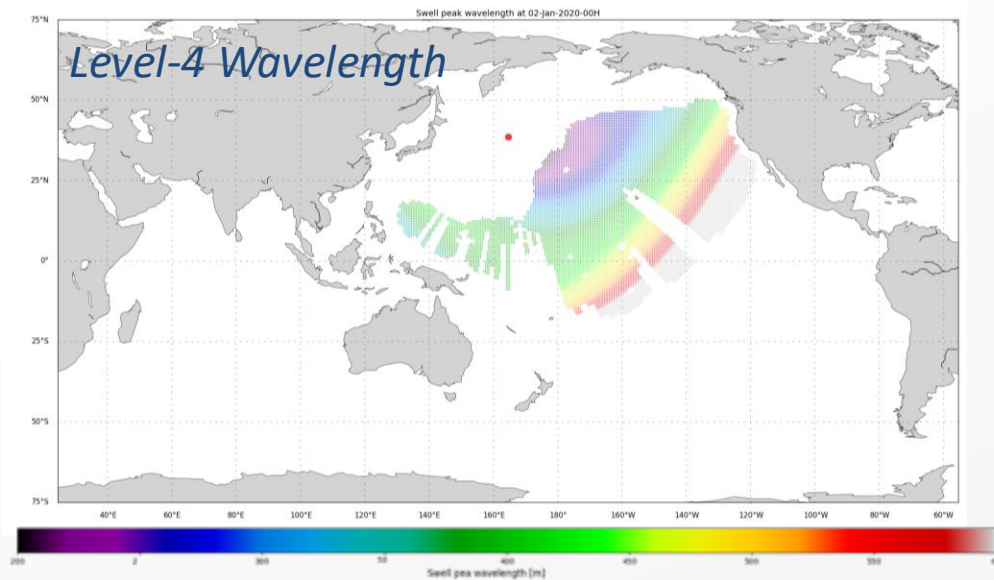 Swell peak wavelength at 02-Jan-2020-00H
Level-4 Wavelength
75°N
50°N
25°N
0°
25°S
50°S
75°S
40°E 60°E 80°E 100°E 120°E 140°E 160°E 180° 160°W 140°W 120°W 100°W 80°W 60°W
200 2 300 50 400 450 500 550
Swell pea wavelength [m]